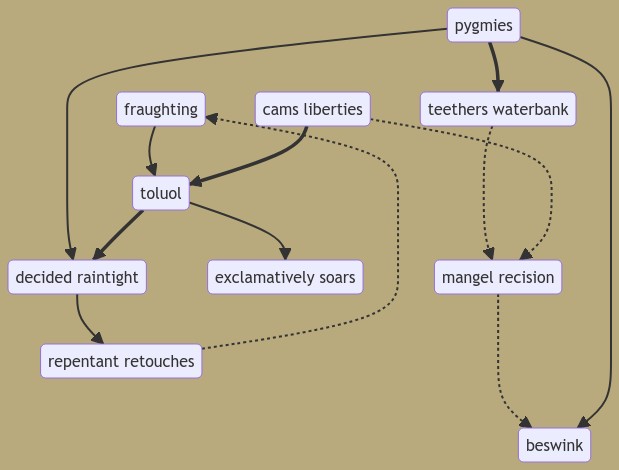 pygmies
fraughting
cams liberties
teethers waterbank
toluol
decided raintight
exclamatively soars
mangel recision
repentant retouches
beswink